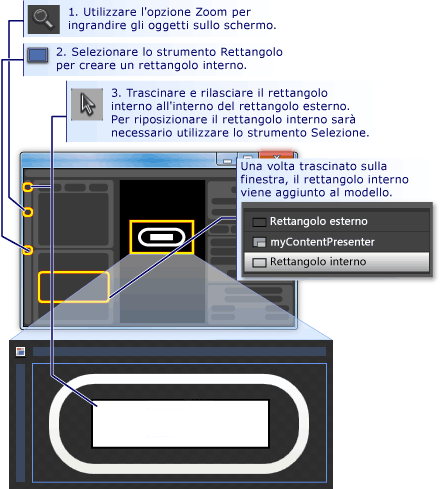 1. Utilizzare l'opzione Zoom per
ingrandire gli oggetti sullo schermo.
2. Selezionare lo strumento Rettangolo
per creare un rettangolo interno.
3. Trascinare e rilasciare il rettangolo
interno all'interno del rettangolo esterno.
Per riposizionare il rettangolo interno sarà
necessario utilizzare lo strumento Selezione.
Una volta trascinato sulla
finestra, il rettangolo interno
viene aggiunto al modello.
Rettangolo esterno
myContentPresenter
Rettangolo interno